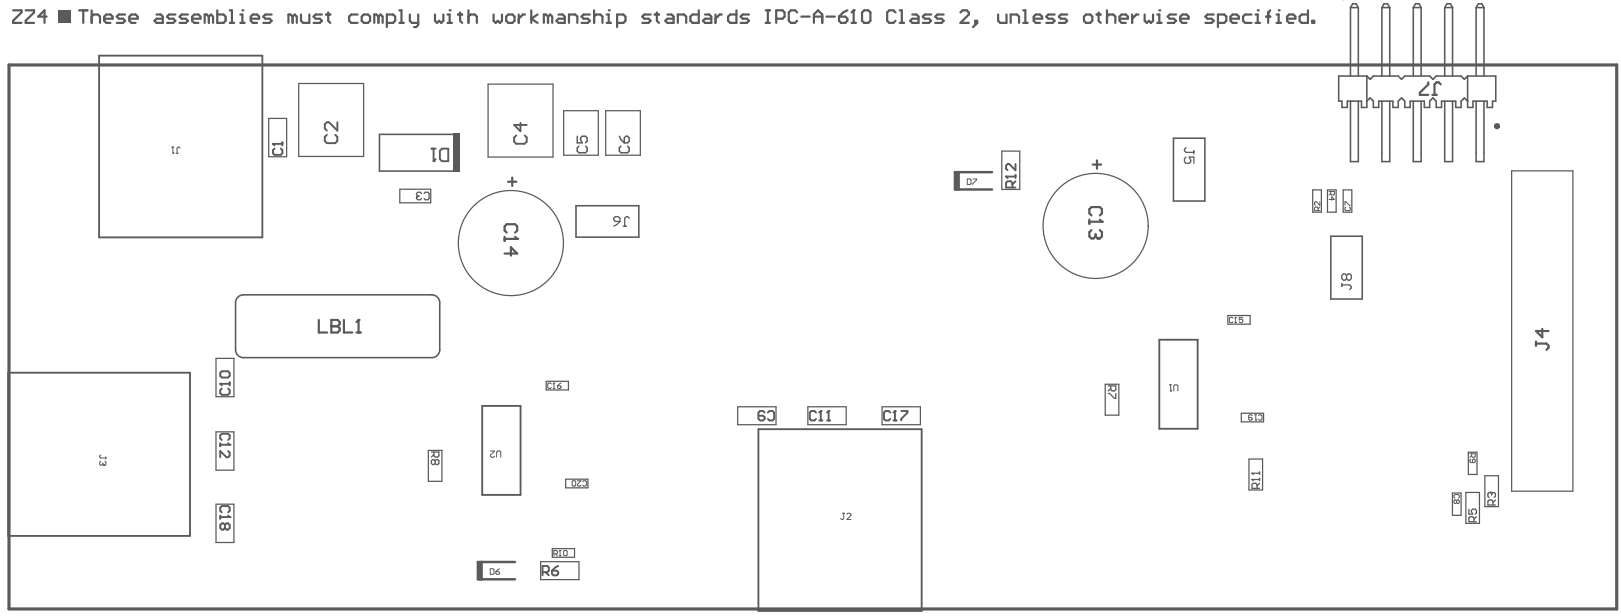 ZZ4 ■ These assemblies must comply with workmanship standards IPC-A-610 Class 2, unless otherwise specified.
J7
J1
C1
C2
D1
C3
C4
C5
C6
+
C14
J6
D7
R12
+
C13
J5
R2
R4
C7
J8
J4
LBL1
C10
C12
C18
J3
C16
R8
U2
C20
R10
D6
R6
C9
C11
C17
J2
C15
R7
U1
C19
R11
R9
C8
R5
R3